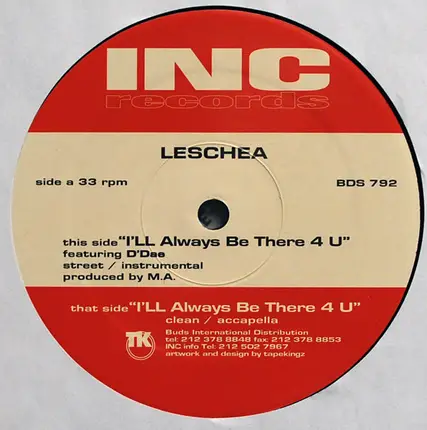 INC
records
LESCHEA
side a 33 rpm
BDS 792
this side "I'LL Always Be There 4 U"
featuring D'Dae
street / instrumental
produced by M.A.
that side "I'LL Always Be There 4 U"
clean / accapella
TK
Buds International Distribution
tel: 212 378 8848 fax: 212 378 8853
INC info Tel: 212 502 7967
artwork and design by tapekingz